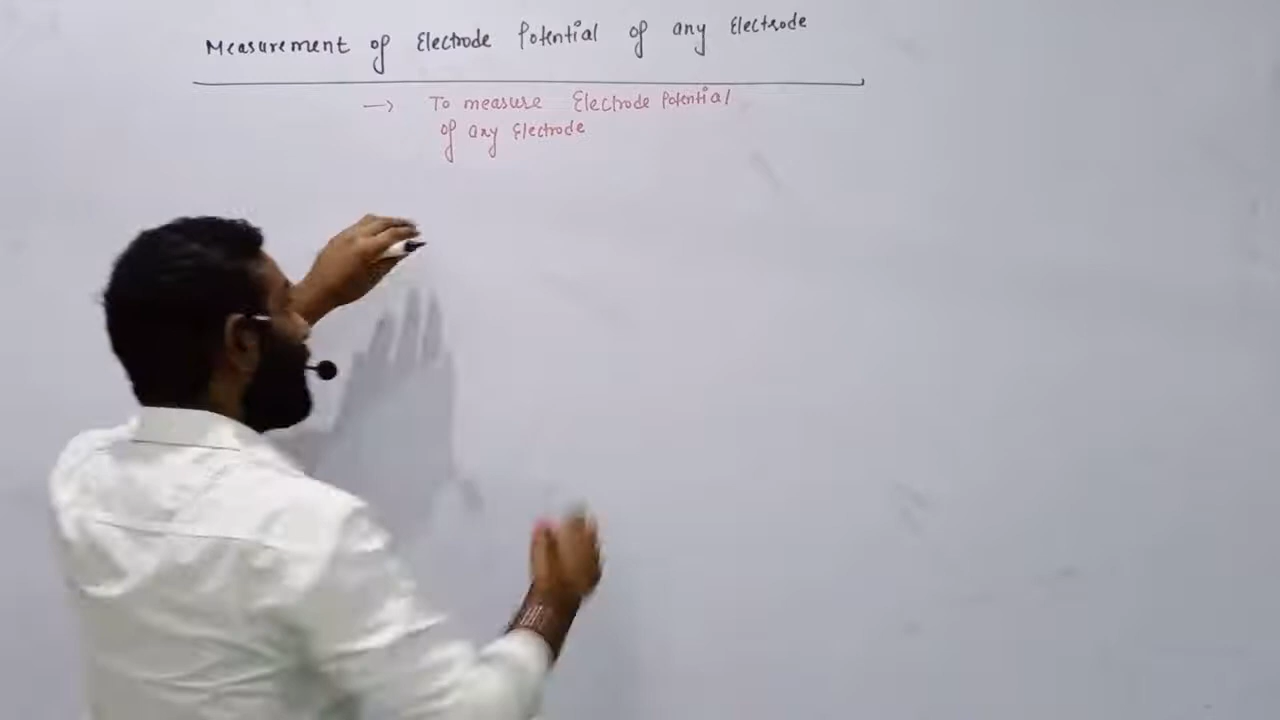 Measurement of Electrode Potential of any Electrode
→ To measure Electrode Potential
of any Electrode